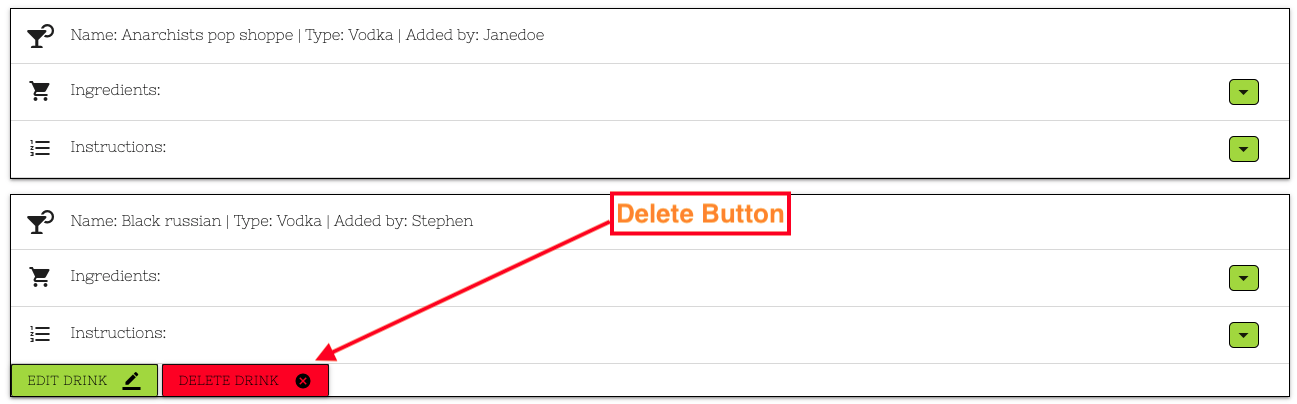 Name: Anarchists pop shoppe | Type: Vodka | Added by: Janedoe
Ingredients:
Instructions:
Name: Black russian | Type: Vodka | Added by: Stephen
Delete Button
Ingredients:
Instructions:
EDIT DRINK
DELETE DRINK